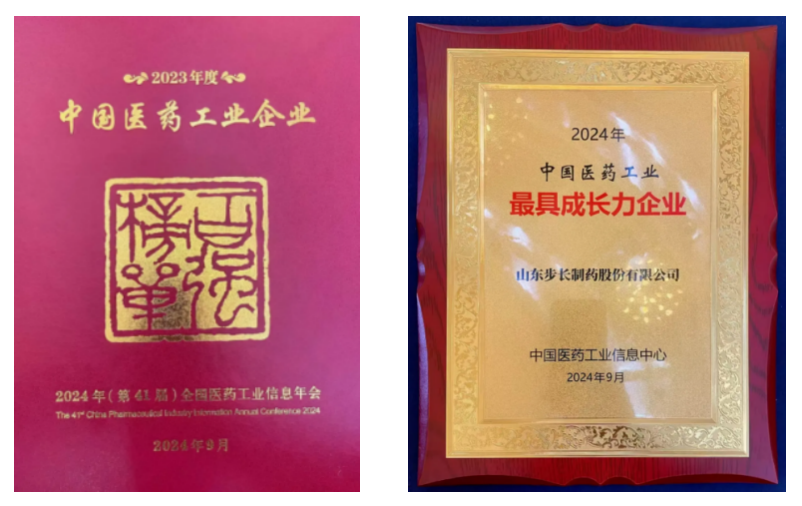 2023年度
中国医药工业企业
百强
榜单
2024年(第41届)全国医药工业信息年会
The 41st China Pharmaceutical Industry Information Annual Conference 2024
2024年9月
2024年
中国医药工业
最具成长力企业
山东步长制药股份有限公司
中国医药工业信息中心
2024年9月